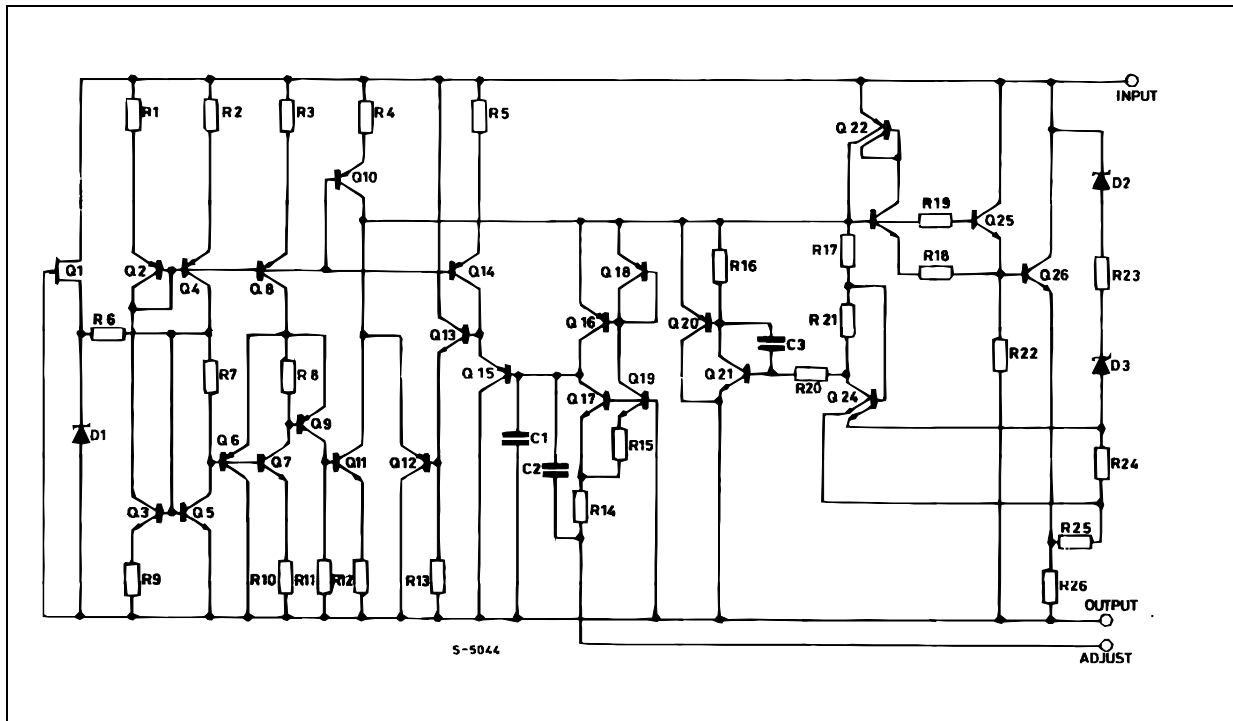 INPUT
R1
R2
R3
R4
R5
Q22
Q10
D2
R19
Q25
R17
R18
Q1
Q2
Q4
Q8
Q14
Q18
R16
Q26
R23
R6
Q13
Q16
Q20
R21
C3
R22
D3
R7
R8
Q15
Q19
Q21
R20
Q17
Q24
D1
Q6
Q9
C1
R15
Q7
Q11
Q12
C2
R24
Q3
Q5
R14
R25
R9
R10
R11
R12
R13
R26
OUTPUT
S-5044
ADJUST